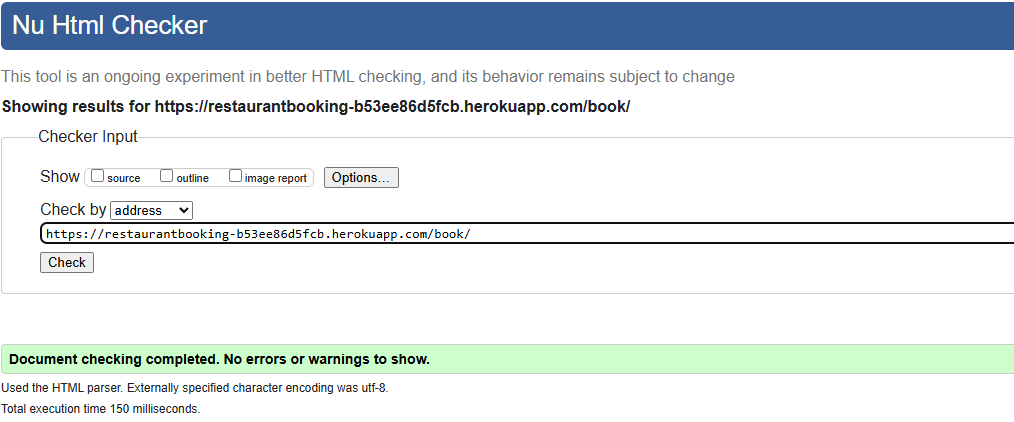 Nu Html Checker
This tool is an ongoing experiment in better HTML checking, and its behavior remains subject to change
Showing results for https://restaurantbooking-b53ee86d5fcb.herokuapp.com/book/
Checker Input
Show source outline image report Options...
Check by address
https://restaurantbooking-b53ee86d5fcb.herokuapp.com/book/
Check
Document checking completed. No errors or warnings to show.
Used the HTML parser. Externally specified character encoding was utf-8.
Total execution time 150 milliseconds.